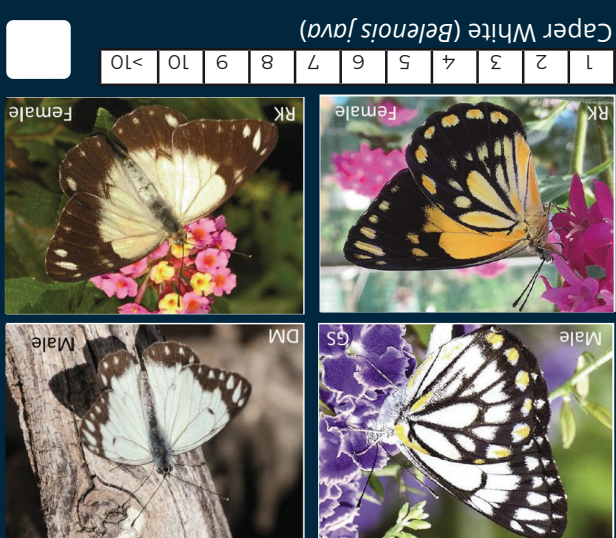 Male
GS
DM
Male
RK
Female
RK
Female
1 2 3 4 5 6 7 8 9 10 >10
Caper White (Belenois java)